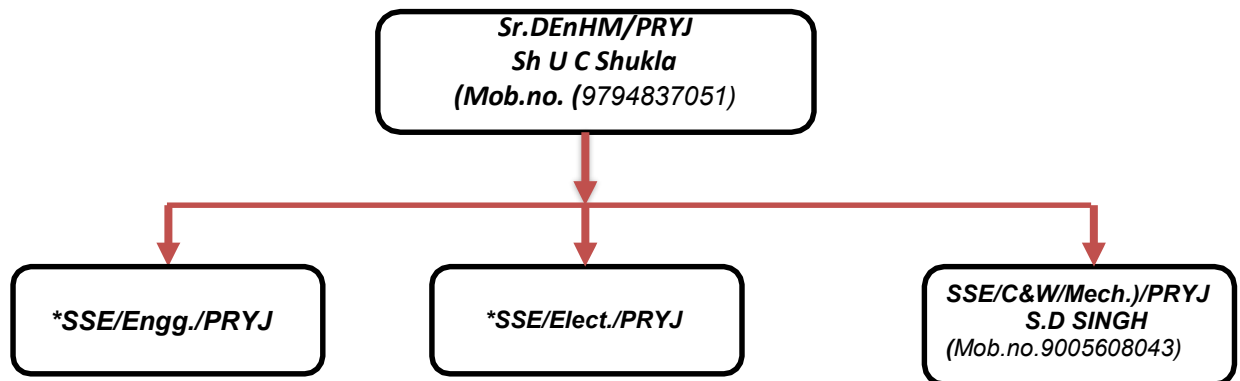 Sr.DEnHM/PRYJ
Sh U C Shukla
(Mob.no. (9794837051)
*SSE/Engg./PRYJ
*SSE/Elect./PRYJ
SSE/C&W/Mech.)/PRYJ
S.D SINGH
(Mob.no.9005608043)